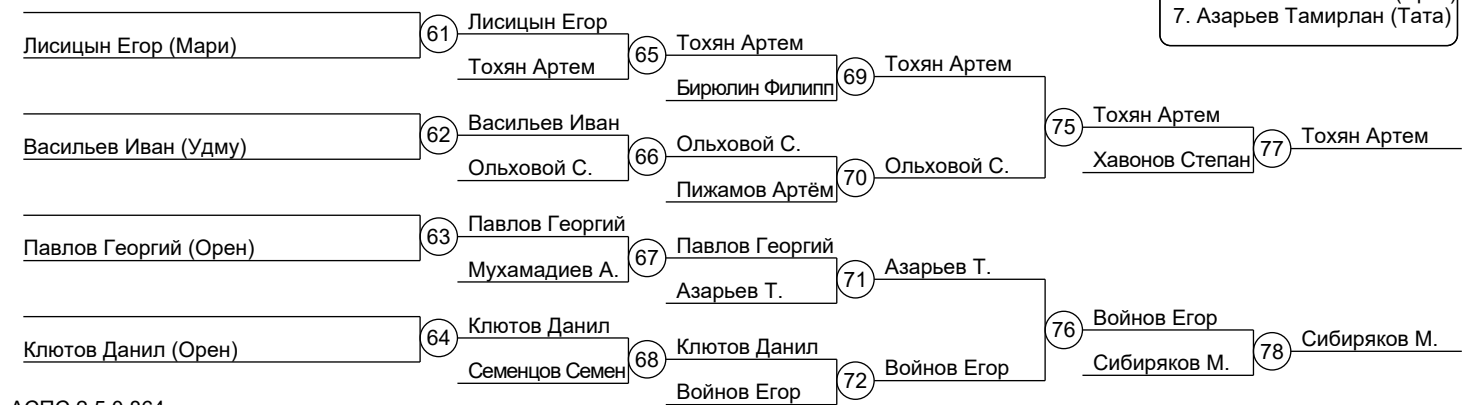 7. Азарьев Тамирлан (Тата)
Лисицын Егор (Мари)
61
Лисицын Егор
Тохян Артем
65
Тохян Артем
Бирюлин Филипп
69
Тохян Артем
Васильев Иван (Удму)
62
Васильев Иван
Ольховой С.
66
Ольховой С.
Пижамов Артём
70
Ольховой С.
75
Тохян Артем
Хавонов Степан
77
Тохян Артем
Павлов Георгий (Орен)
63
Павлов Георгий
Мухамадиев А.
67
Павлов Георгий
Азарьев Т.
71
Азарьев Т.
Клютов Данил (Орен)
64
Клютов Данил
Семенцов Семен
68
Клютов Данил
Войнов Егор
72
Войнов Егор
76
Войнов Егор
Сибиряков М.
78
Сибиряков М.